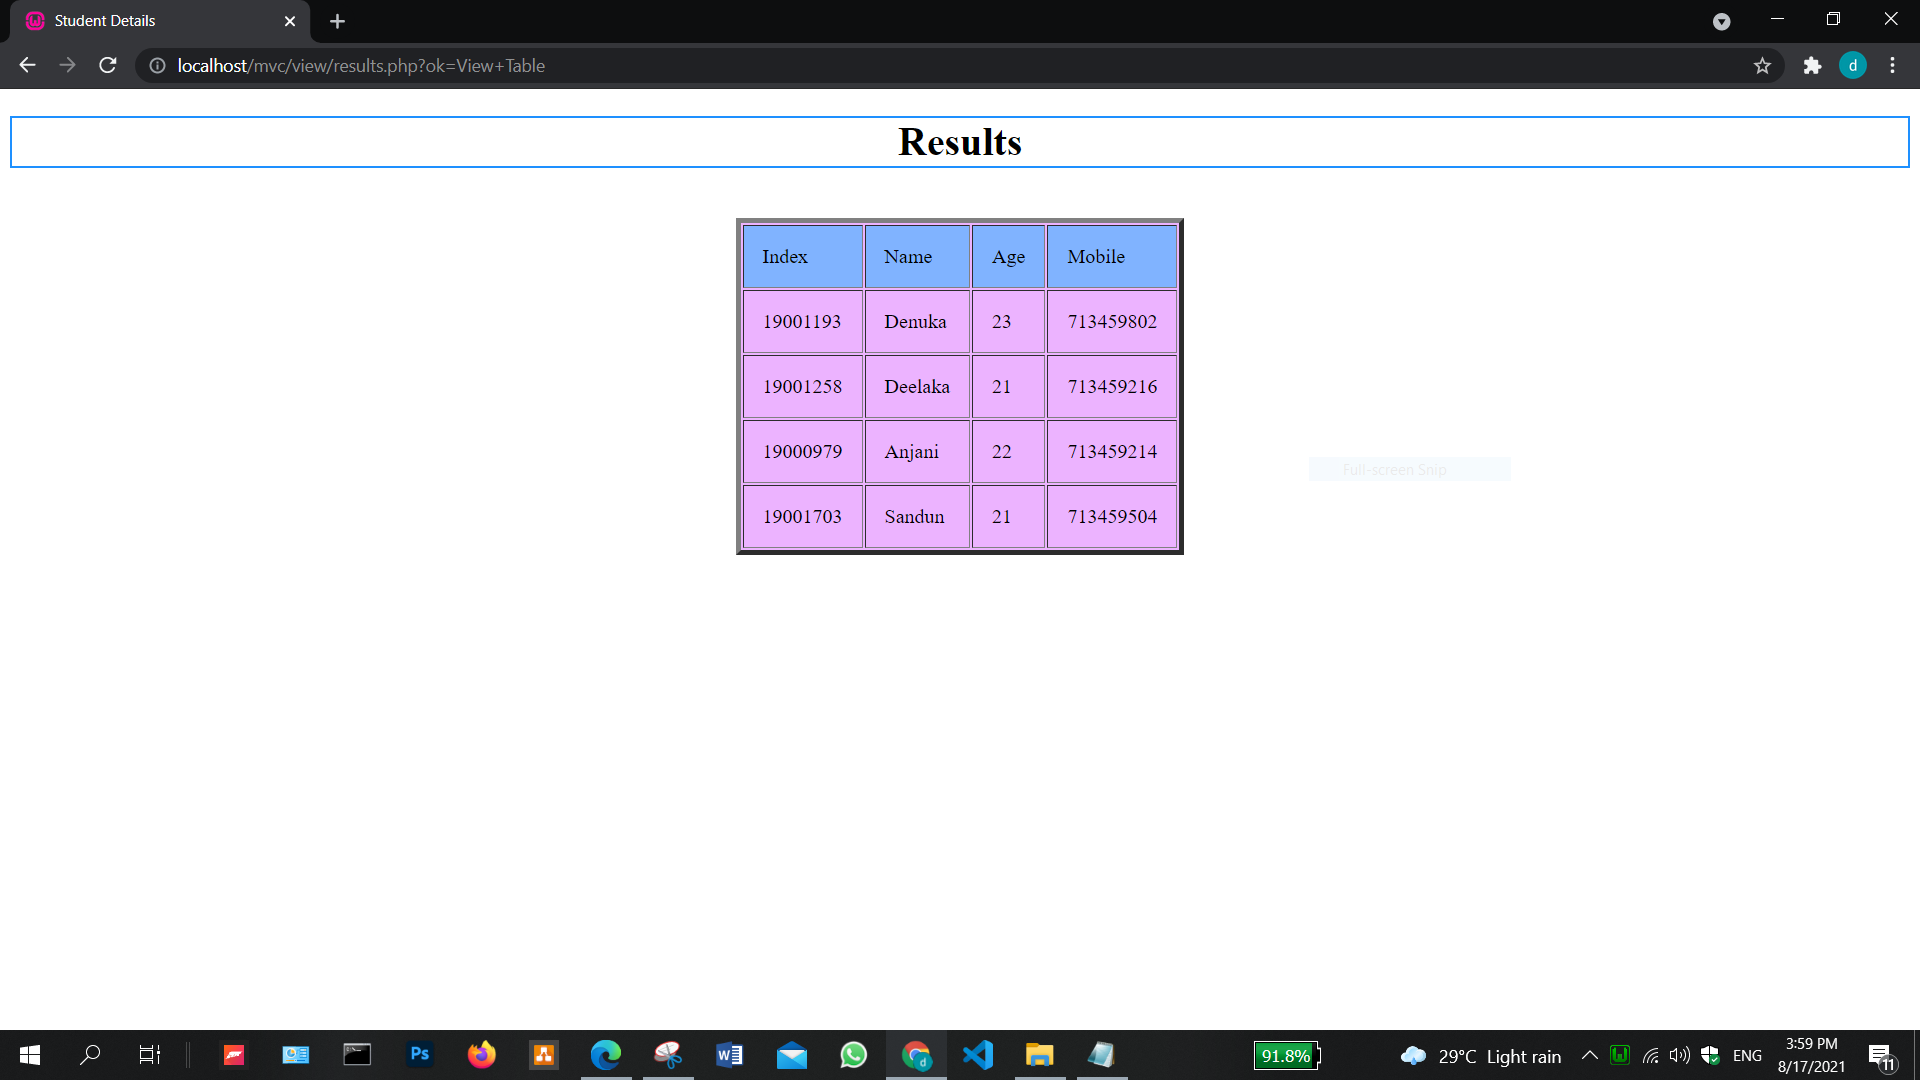 Student Details
localhost/mvc/view/results.php?ok=View+Table
d
Results
Index Name Age Mobile
19001193 Denuka 23 713459802
19001258 Deelaka 21 713459216
19000979 Anjani 22 713459214
19001703 Sandun 21 713459504
Full-screen Snip
Ps
91.8%
29°C Light rain
ENG
3:59 PM
8/17/2021
11